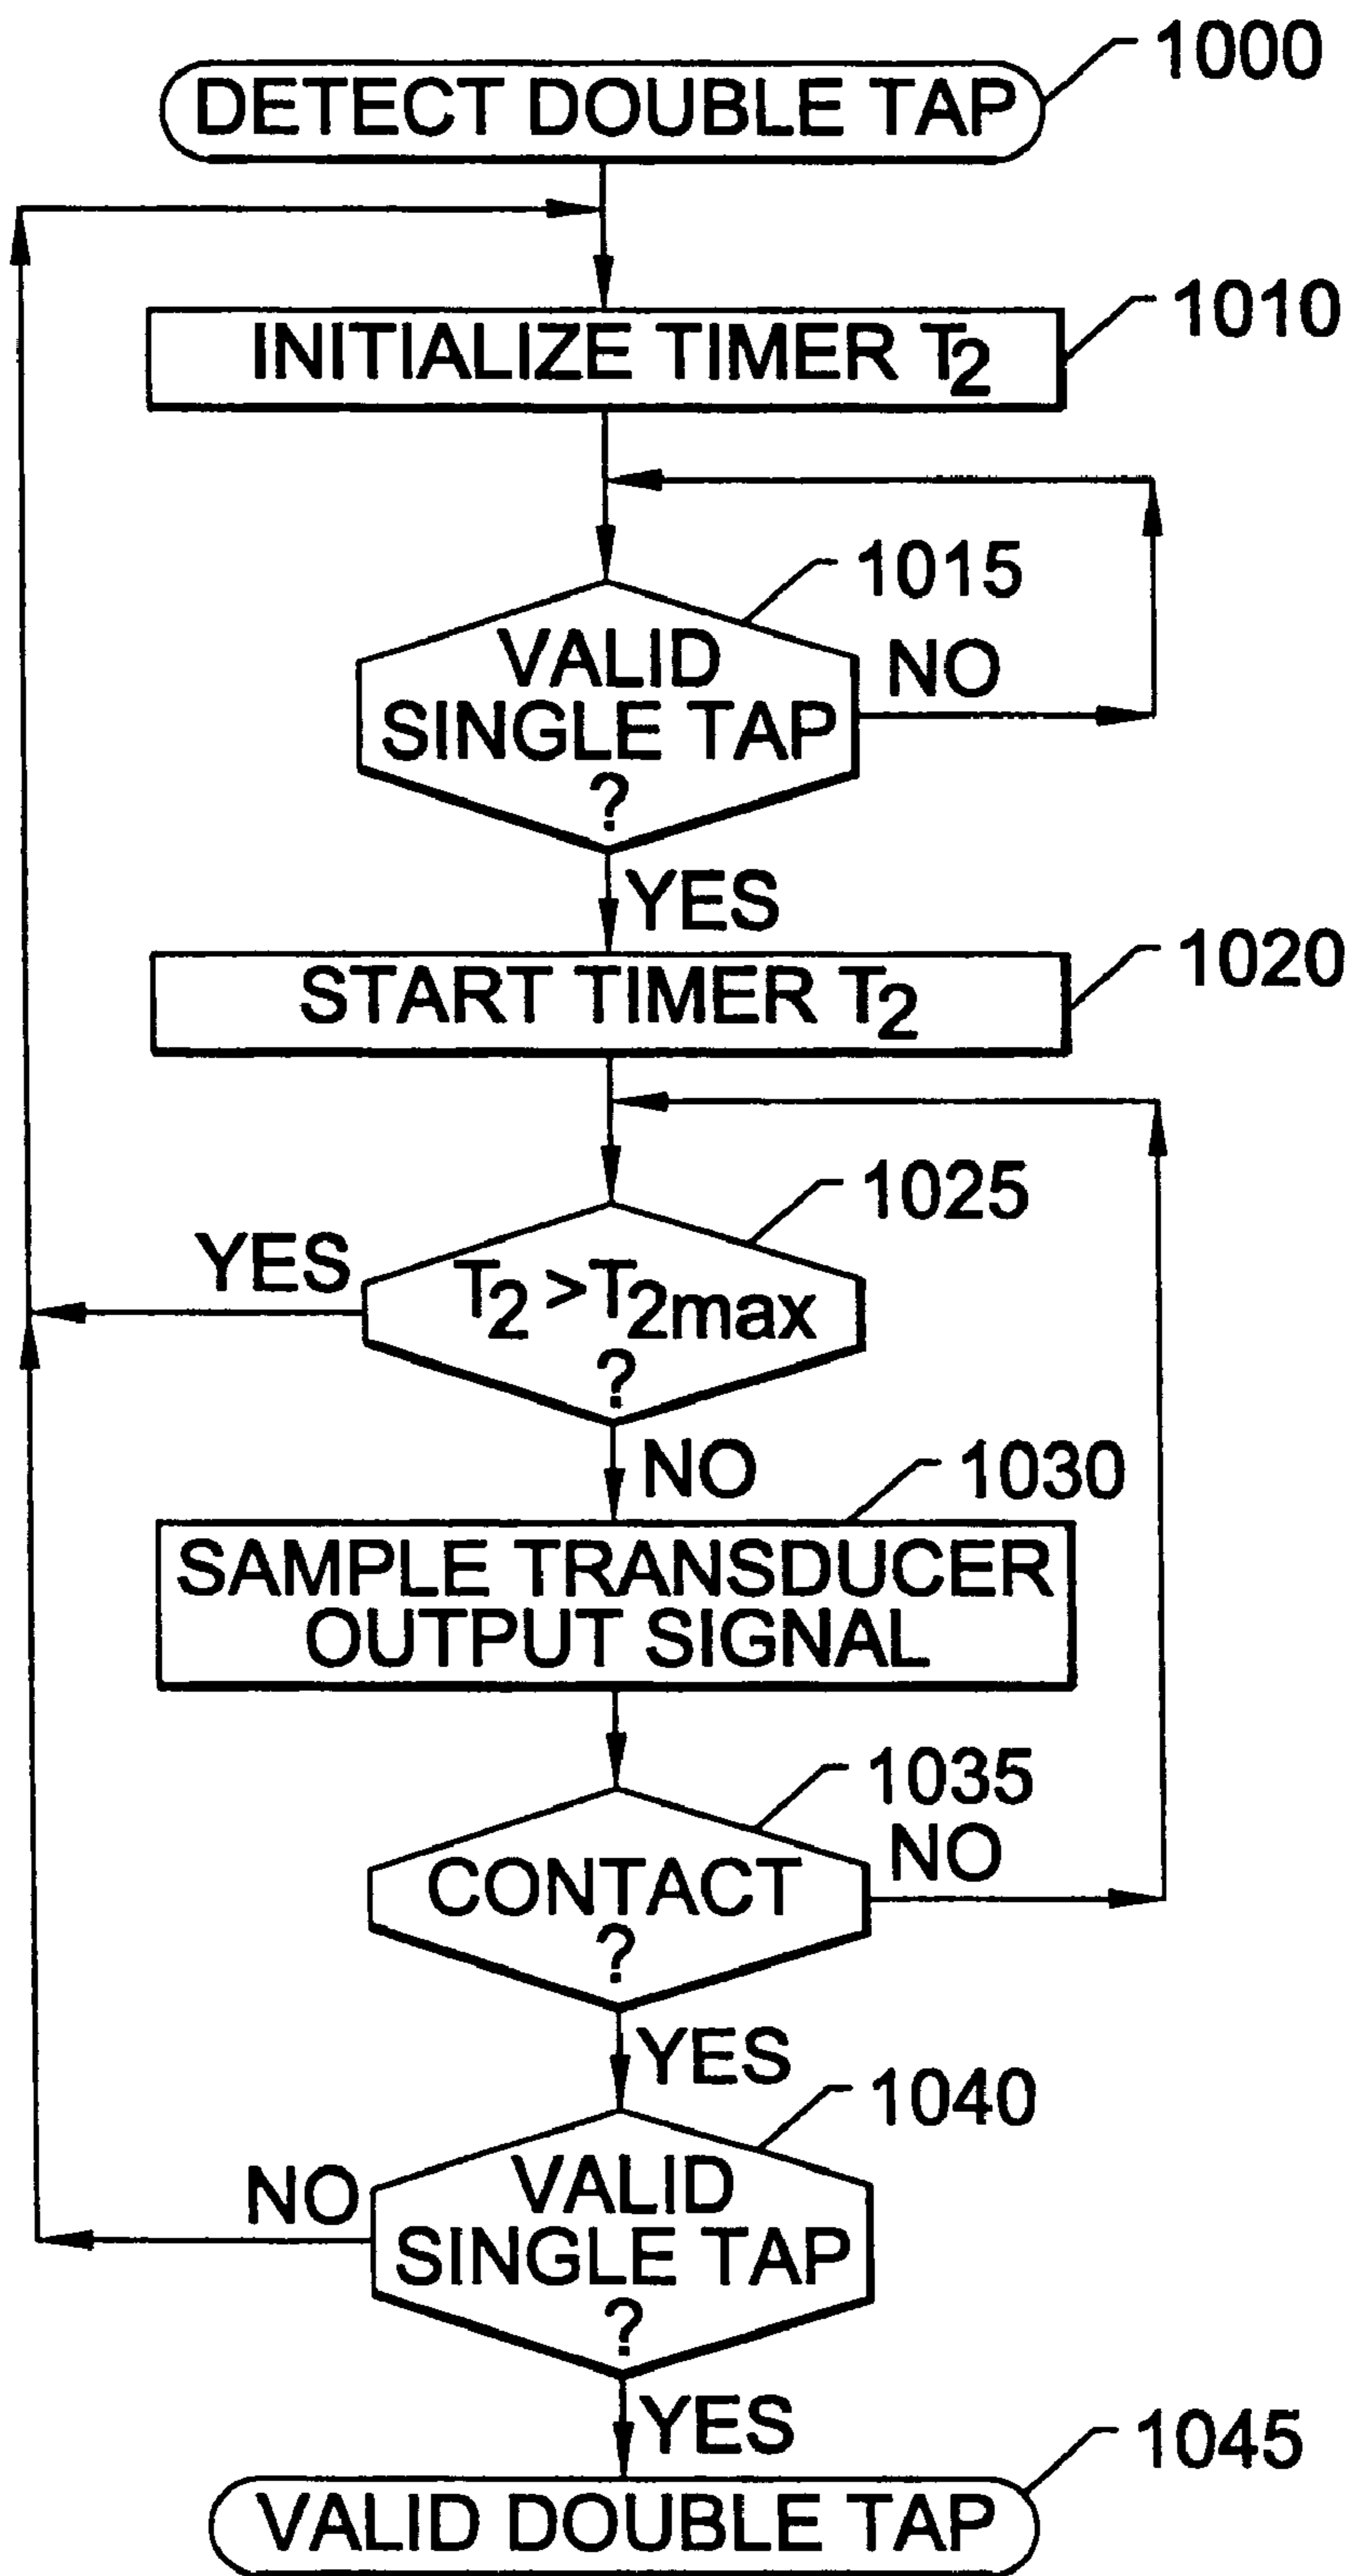 1000
DETECT DOUBLE TAP
1010
INITIALIZE TIMER T2
1015
VALID
SINGLE TAP
?
NO
YES
1020
START TIMER T2
1025
YES
T2 >T2max
?
NO
1030
SAMPLE TRANSDUCER
OUTPUT SIGNAL
1035
CONTACT
?
NO
YES
1040
VALID
SINGLE TAP
?
NO
YES
1045
VALID DOUBLE TAP